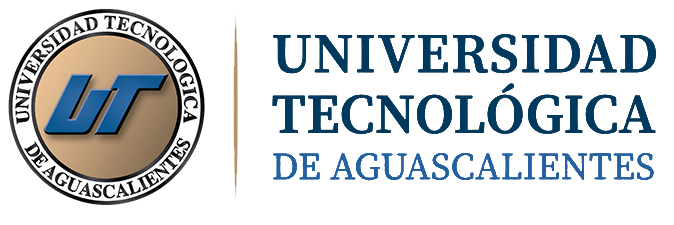 UNIVERSIDAD TECNOLOGICA
DE AGUASCALIENTES
UT
UNIVERSIDAD
TECNOLÓGICA
DE AGUASCALIENTES